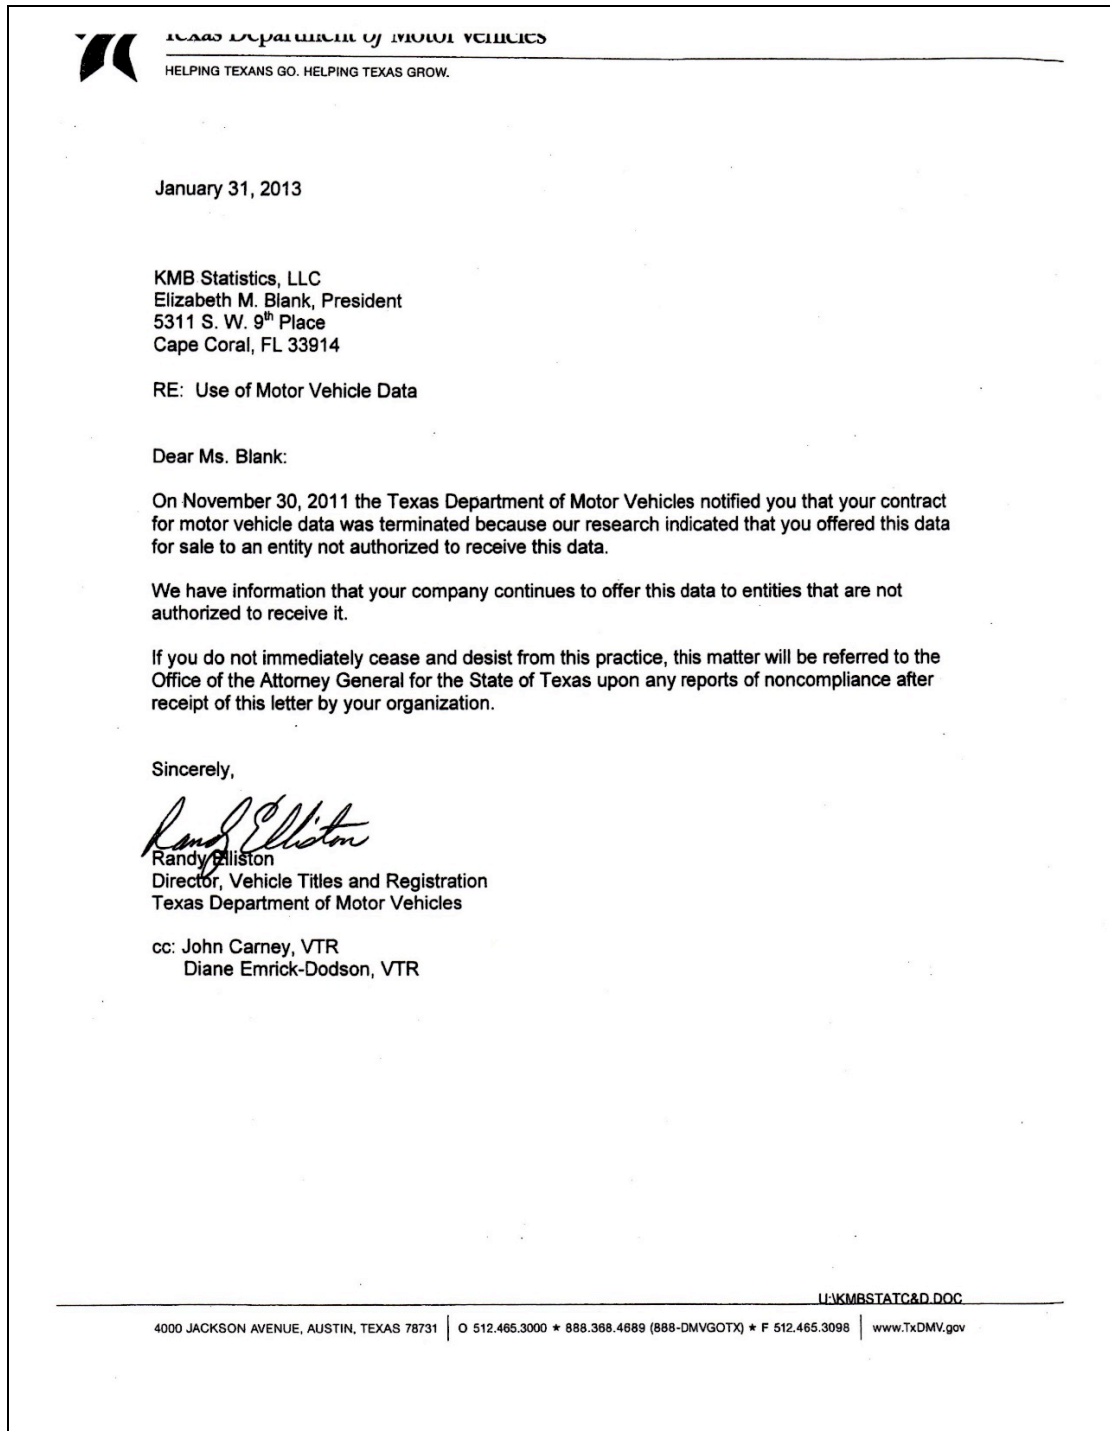 Texas Department of Motor Vehicles
HELPING TEXANS GO. HELPING TEXAS GROW.
January 31, 2013
KMB Statistics, LLC
Elizabeth M. Blank, President
5311 S. W. 9th Place
Cape Coral, FL 33914
RE: Use of Motor Vehicle Data
Dear Ms. Blank:
On November 30, 2011 the Texas Department of Motor Vehicles notified you that your contract
for motor vehicle data was terminated because our research indicated that you offered this data
for sale to an entity not authorized to receive this data.
We have information that your company continues to offer this data to entities that are not
authorized to receive it.
If you do not immediately cease and desist from this practice, this matter will be referred to the
Office of the Attorney General for the State of Texas upon any reports of noncompliance after
receipt of this letter by your organization.
Sincerely,
Randy Elliston
Randy Elliston
Director, Vehicle Titles and Registration
Texas Department of Motor Vehicles
cc: John Carney, VTR
Diane Emrick-Dodson, VTR
U:\KMBSTATC&D.DOC
4000 JACKSON AVENUE, AUSTIN, TEXAS 78731 | O 512.465.3000 ★ 888.368.4689 (888-DMVGOTX) ★ F 512.465.3098 | www.TxDMV.gov